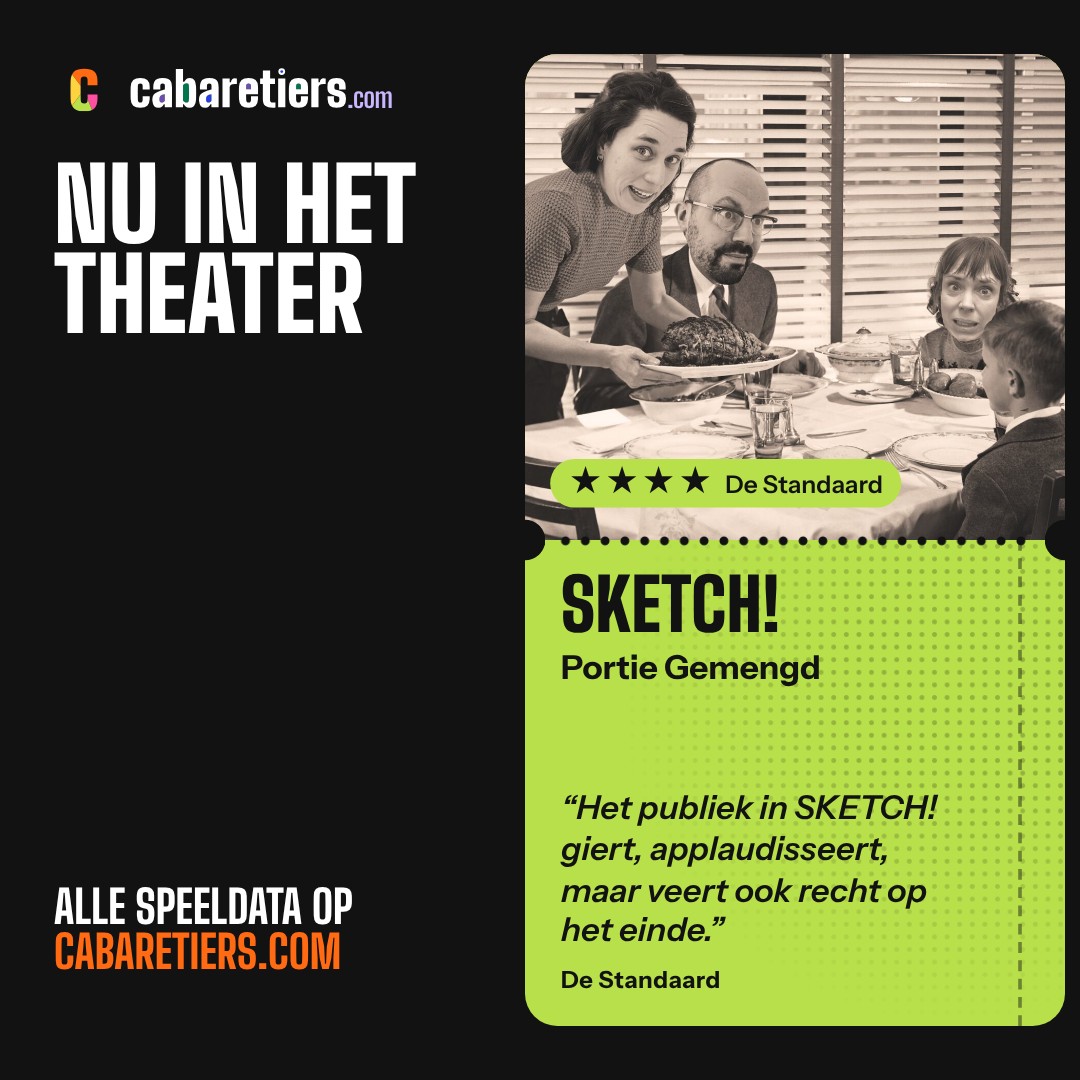 cabaretiers.com
NU IN HET
THEATER
★★★★ De Standaard
SKETCH!
Portie Gemengd
“Het publiek in SKETCH!
giert, applaudisseert,
maar veert ook recht op
het einde.”
De Standaard
ALLE SPEELDATA OP
CABARETIERS.COM